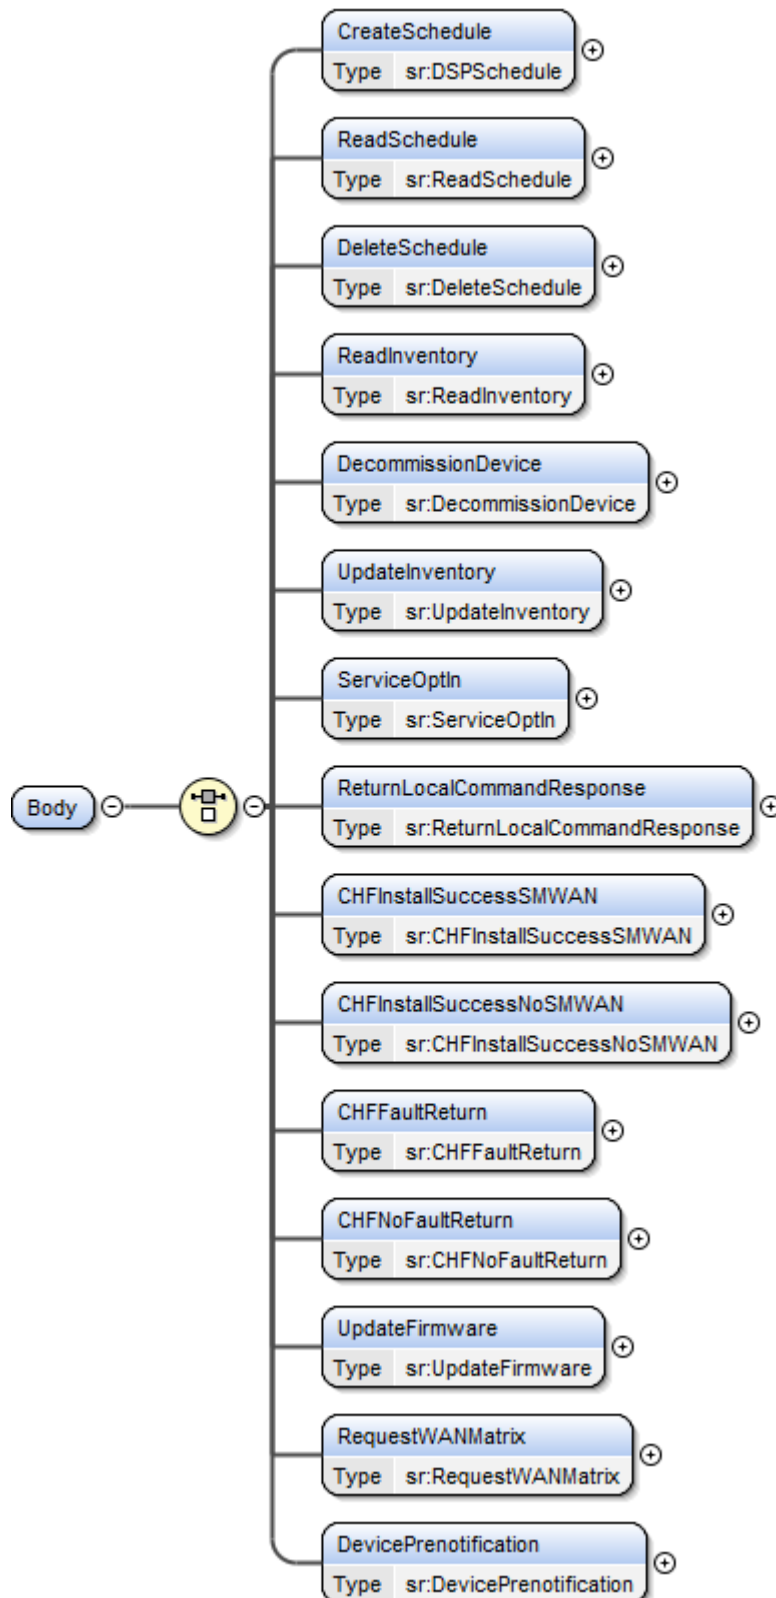 CreateSchedule
Type sr:DSPSchedule
ReadSchedule
Type sr:ReadSchedule
DeleteSchedule
Type sr:DeleteSchedule
ReadInventory
Type sr:ReadInventory
DecommissionDevice
Type sr:DecommissionDevice
UpdateInventory
Type sr:UpdateInventory
ServiceOptIn
Type sr:ServiceOptIn
Body
ReturnLocalCommandResponse
Type sr:ReturnLocalCommandResponse
CHFInstallSuccessSMWAN
Type sr:CHFInstallSuccessSMWAN
CHFInstallSuccessNoSMWAN
Type sr:CHFInstallSuccessNoSMWAN
CHFFaultReturn
Type sr:CHFFaultReturn
CHFNoFaultReturn
Type sr:CHFNoFaultReturn
UpdateFirmware
Type sr:UpdateFirmware
RequestWANMatrix
Type sr:RequestWANMatrix
DevicePrenotification
Type sr:DevicePrenotification